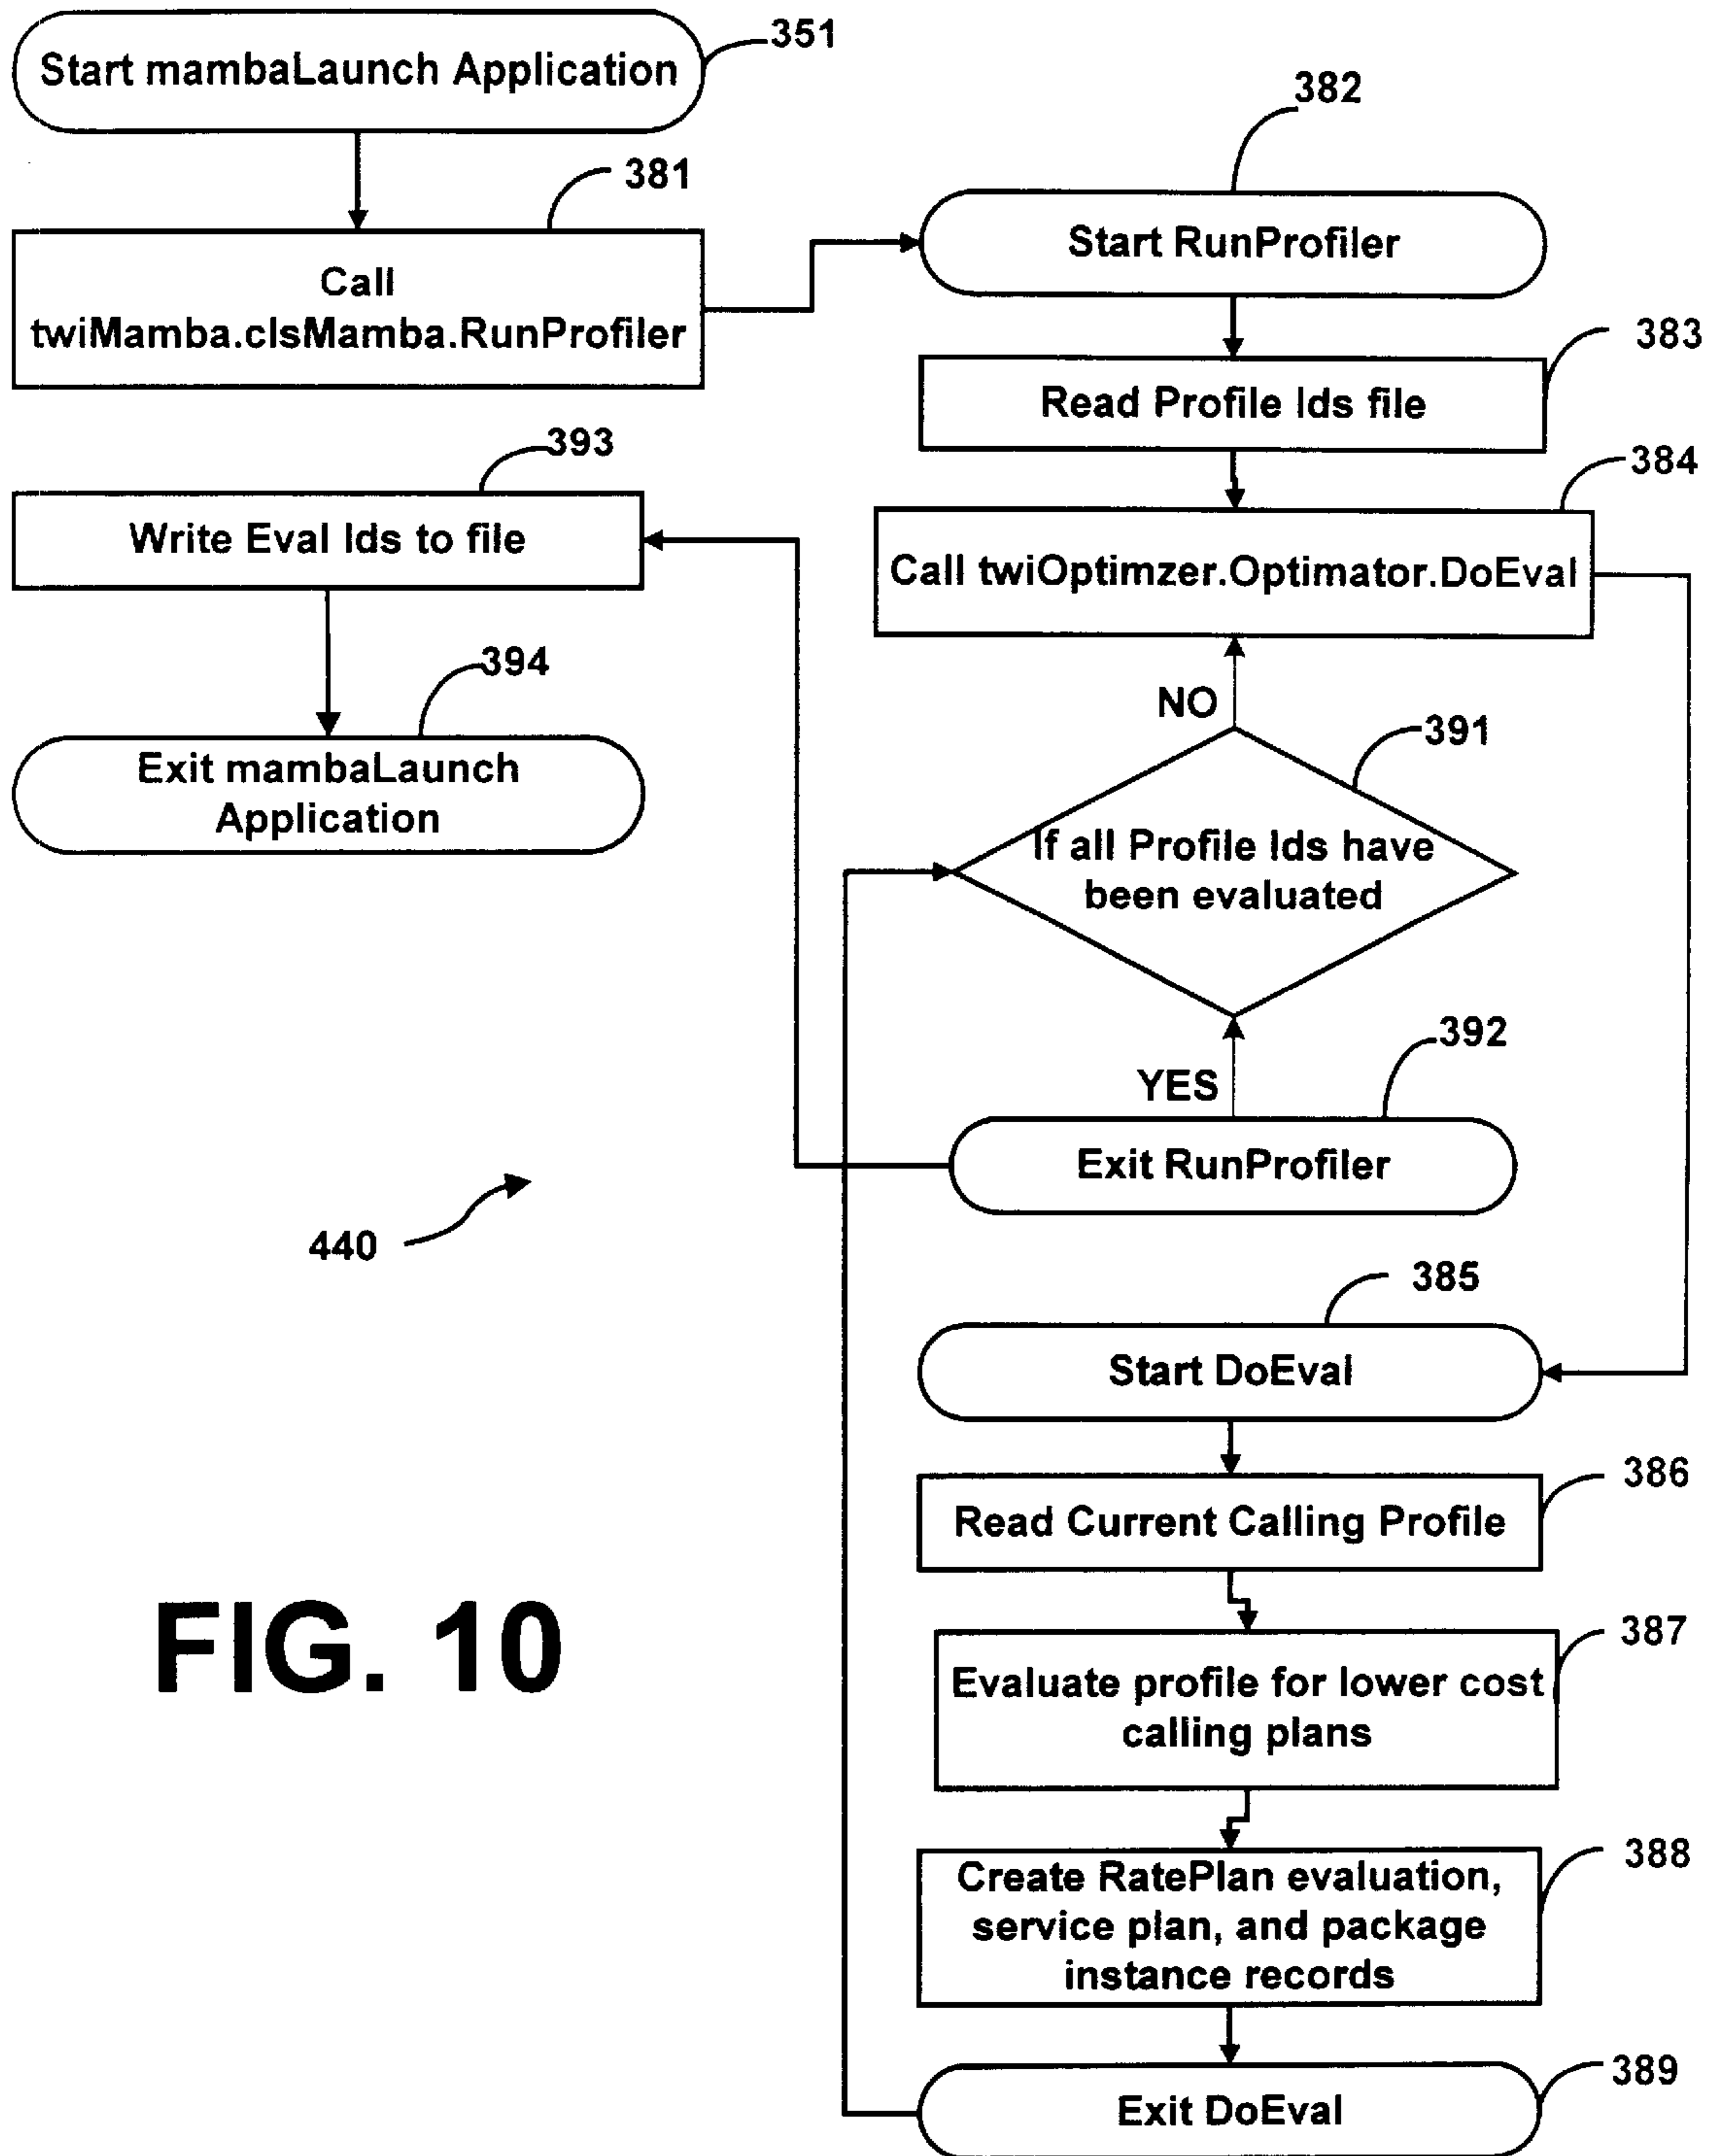 Start mambaLaunch Application
351
381
Call
twiMamba.clsMamba.RunProfiler
382
Start RunProfiler
383
Read Profile Ids file
384
Call twiOptimzer.Optimator.DoEval
393
Write Eval Ids to file
394
Exit mambaLaunch
Application
NO
391
If all Profile Ids have
been evaluated
YES
392
Exit RunProfiler
440
385
Start DoEval
386
Read Current Calling Profile
387
Evaluate profile for lower cost
calling plans
388
Create RatePlan evaluation,
service plan, and package
instance records
389
Exit DoEval
FIG. 10